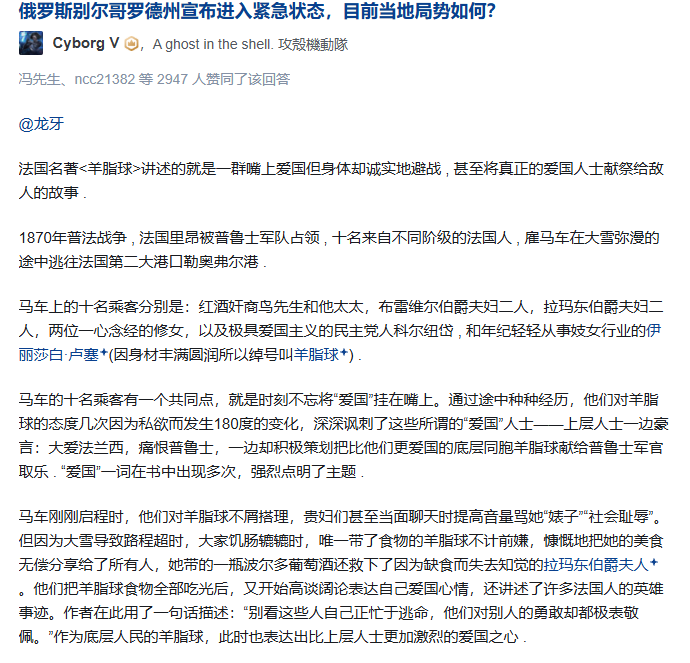 俄罗斯别尔哥罗德州宣布进入紧急状态，目前当地局势如何？
Cyborg V ，A ghost in the shell. 攻殻機動隊
冯先生、ncc21382 等 2947 人赞同了该回答
@龙牙
法国名著<羊脂球>讲述的就是一群嘴上爱国但身体却诚实地避战 , 甚至将真正的爱国人士献祭给敌
人的故事 .
1870年普法战争 , 法国里昂被普鲁士军队占领 , 十名来自不同阶级的法国人 , 雇马车在大雪弥漫的
途中逃往法国第二大港口勒奥弗尔港 .
马车上的十名乘客分别是：红酒奸商鸟先生和他太太，布雷维尔伯爵夫妇二人，拉玛东伯爵夫妇二
人，两位一心念经的修女，以及极具爱国主义的民主党人科尔纽岱 , 和年纪轻轻从事妓女行业的伊
丽莎白·卢塞(因身材丰满圆润所以绰号叫羊脂球) .
马车的十名乘客有一个共同点，就是时刻不忘将“爱国”挂在嘴上。通过途中种种经历，他们对羊脂
球的态度几次因为私欲而发生180度的变化，深深讽刺了这些所谓的“爱国”人士——上层人士一边豪
言：大爱法兰西，痛恨普鲁士，一边却积极策划把比他们更爱国的底层同胞羊脂球献给普鲁士军官
取乐 . “爱国”一词在书中出现多次，强烈点明了主题 .
马车刚刚启程时，他们对羊脂球不屑搭理，贵妇们甚至当面聊天时提高音量骂她“婊子”“社会耻辱”。
但因为大雪导致路程超时，大家饥肠辘辘时，唯一带了食物的羊脂球不计前嫌，慷慨地把她的美食
无偿分享给了所有人，她带的一瓶波尔多葡萄酒还救下了因为缺食而失去知觉的拉玛东伯爵夫人
。他们把羊脂球食物全部吃光后，又开始高谈阔论表达自己爱国心情，还讲述了许多法国人的英雄
事迹。作者在此用了一句话描述：“别看这些人自己正忙于逃命，他们对别人的勇敢却都极表敬
佩。”作为底层人民的羊脂球，此时也表达出比上层人士更加激烈的爱国之心 .